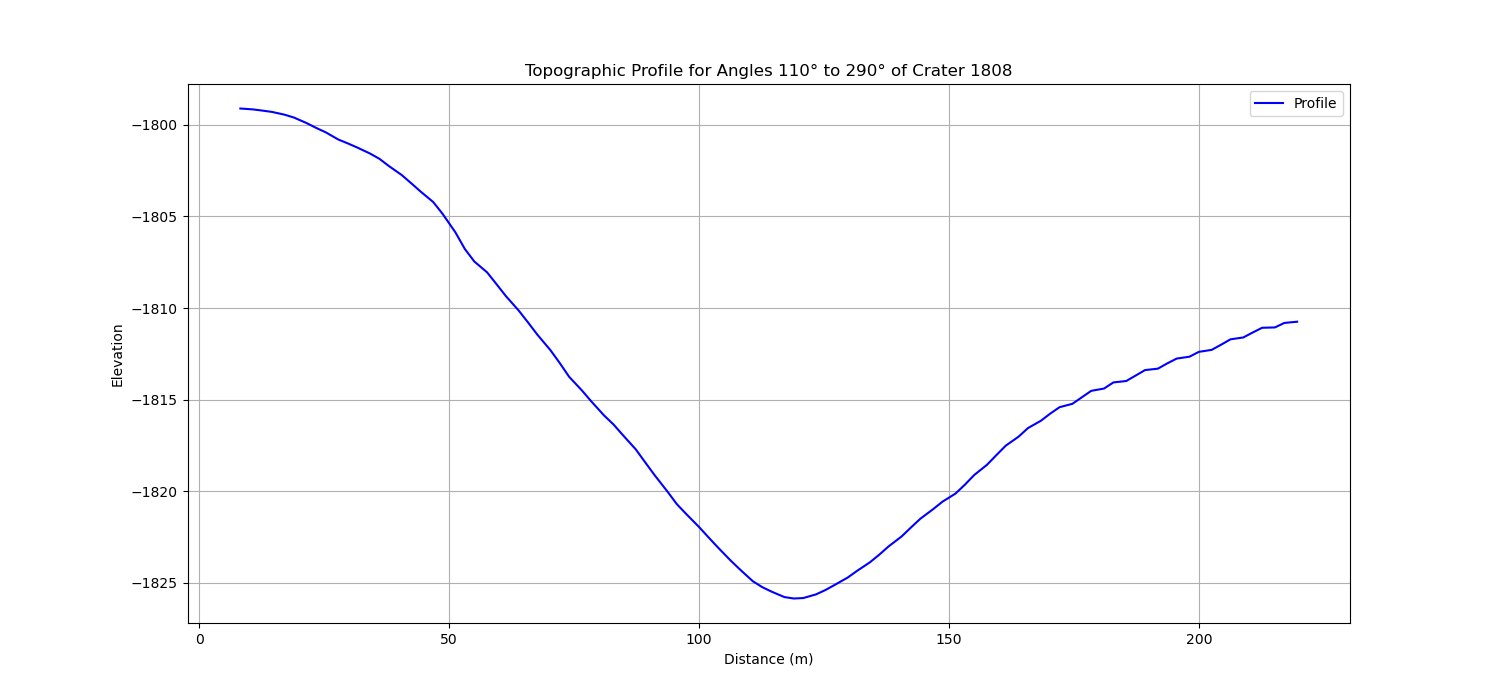 Topographic Profile for Angles 110° to 290° of Crater 1808
Profile
−1800
−1805
−1810
−1815
−1820
−1825
Elevation
0 50 100 150 200
Distance (m)